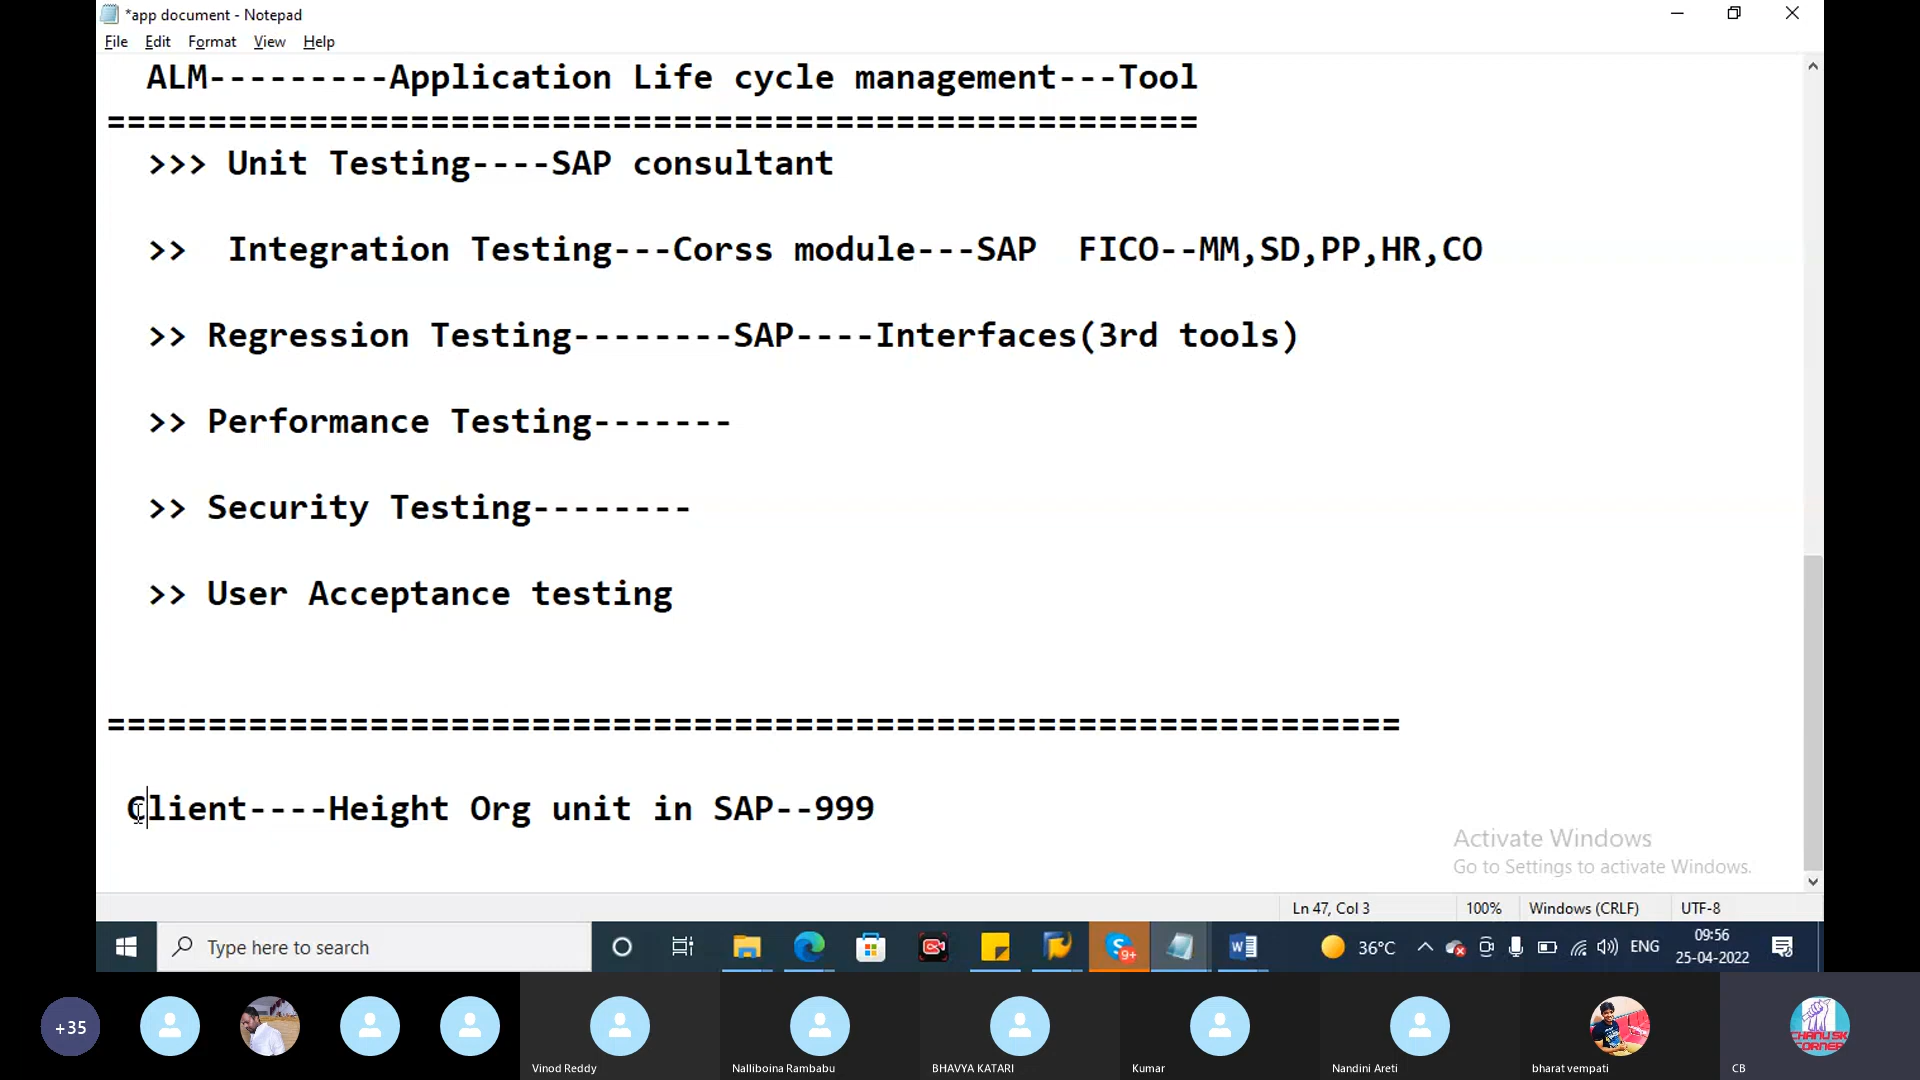 *app document - Notepad
File Edit Format View Help
ALM---------Application Life cycle management---Tool
======================================================
>>> Unit Testing----SAP consultant
>> Integration Testing---Corss module---SAP FICO--MM,SD,PP,HR,CO
>> Regression Testing--------SAP----Interfaces(3rd tools)
>> Performance Testing-------
>> Security Testing--------
>> User Acceptance testing
================================================================
Client----Height Org unit in SAP--999
Activate Windows
Go to Settings to activate Windows.
Ln 47, Col 3 100% Windows (CRLF) UTF-8
Type here to search
9+
W
36°C
ENG
09:56
25-04-2022
+35
Vinod Reddy
Nalliboina Rambabu
BHAVYA KATARI
Kumar
Nandini Areti
bharat vempati
CHANU SK
CORNER
CB